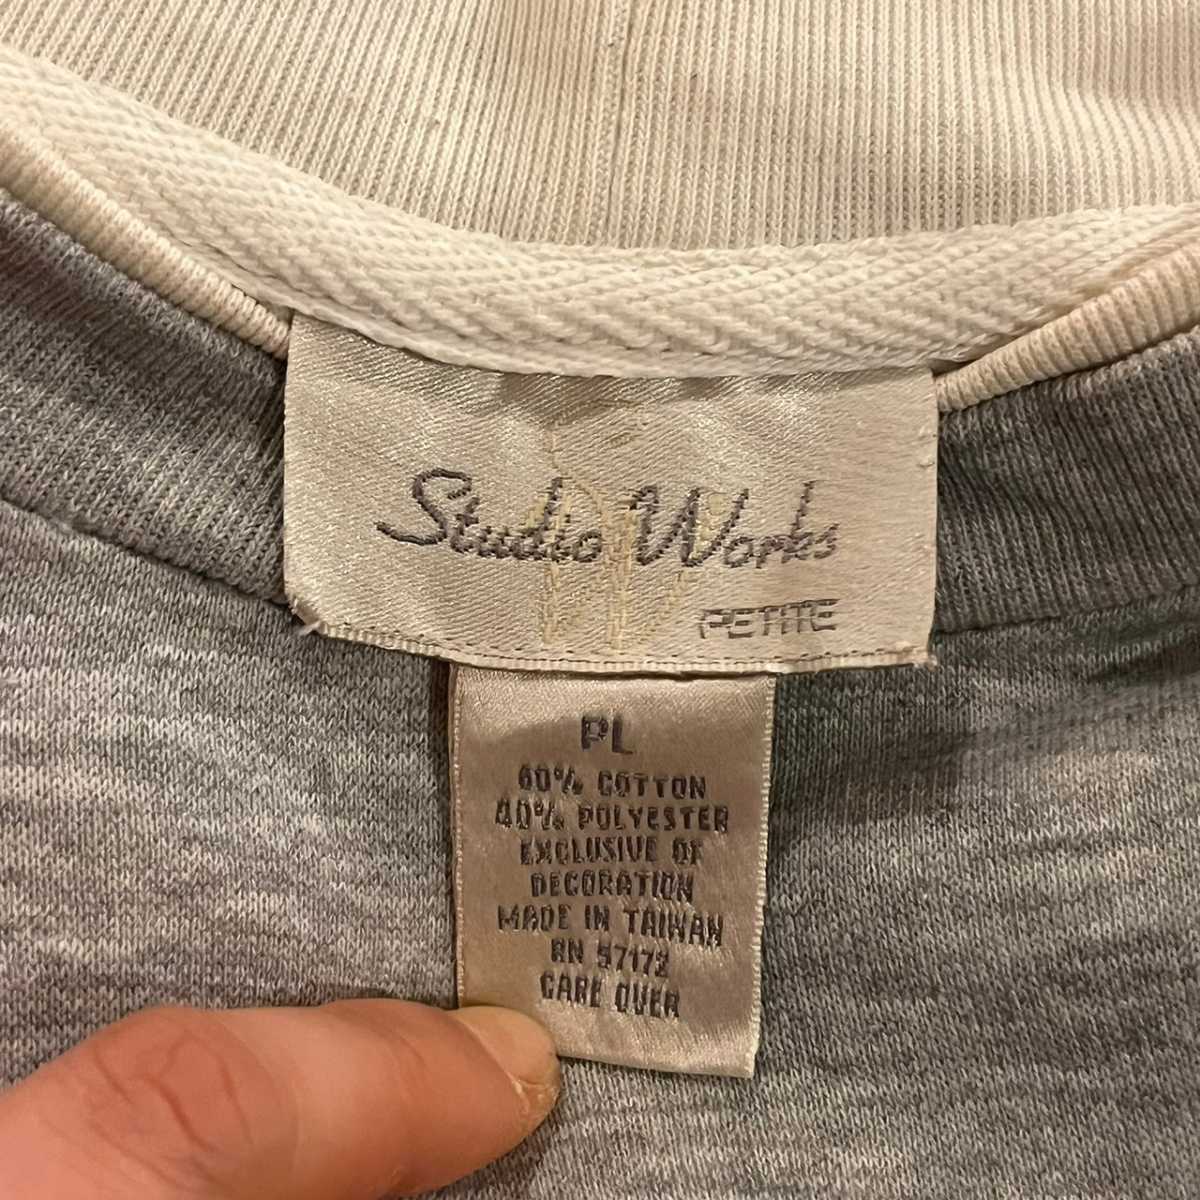 Studio Works
PETITE
PL
60% COTTON
40% POLYESTER
EXCLUSIVE OF
DECORATION
MADE IN TAIWAN
RN 57172
CARE OVER